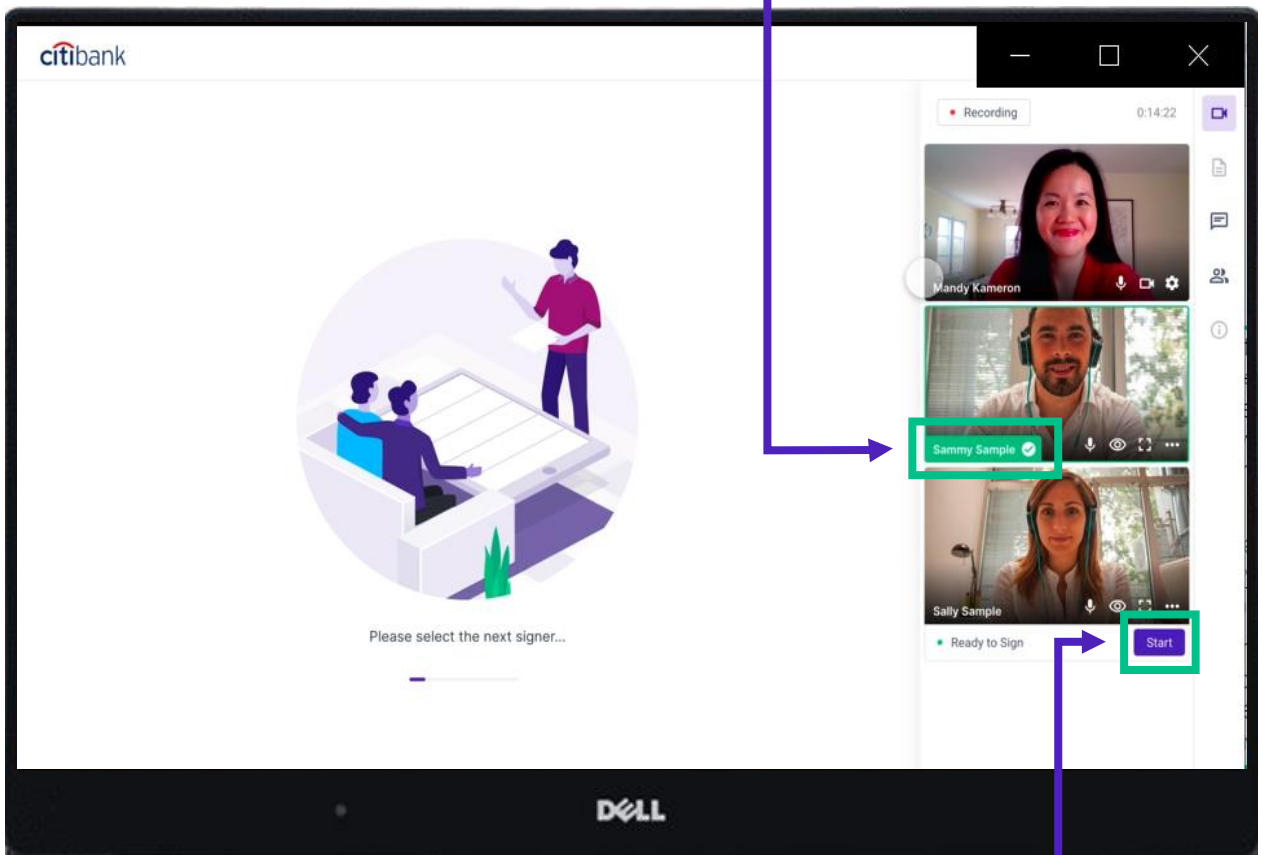 citibank
Recording 0:14:22
Mandy Kameron
Sammy Sample
Sally Sample
Ready to Sign Start
Please select the next signer...
DELL